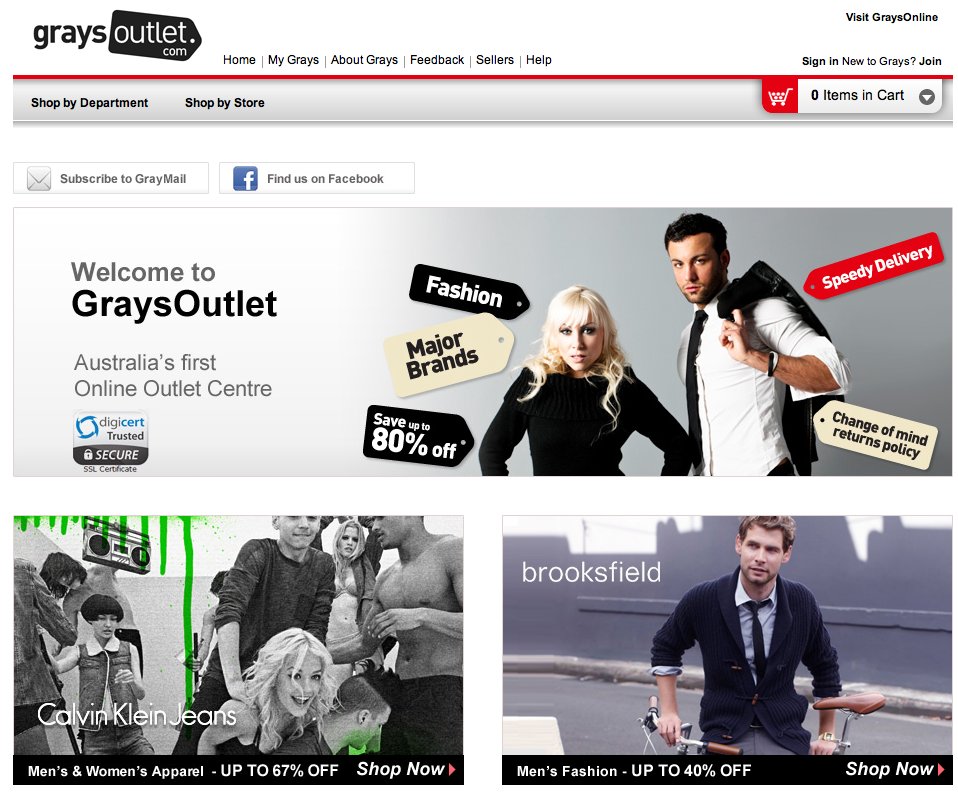 grays outlet.
com
Visit GraysOnline
Home | My Grays | About Grays | Feedback | Sellers | Help
Sign in New to Grays? Join
Shop by Department
Shop by Store
0 Items in Cart
Subscribe to GrayMail
Find us on Facebook
Welcome to
GraysOutlet
Australia's first
Online Outlet Centre
digicert
Trusted
SECURE
SSL Certificate
Fashion
Major
Brands
Save up to
80% off
Speedy Delivery
Change of mind
returns policy
Calvin Klein Jeans
Men's & Women's Apparel - UP TO 67% OFF Shop Now
brooksfield
Men's Fashion - UP TO 40% OFF Shop Now